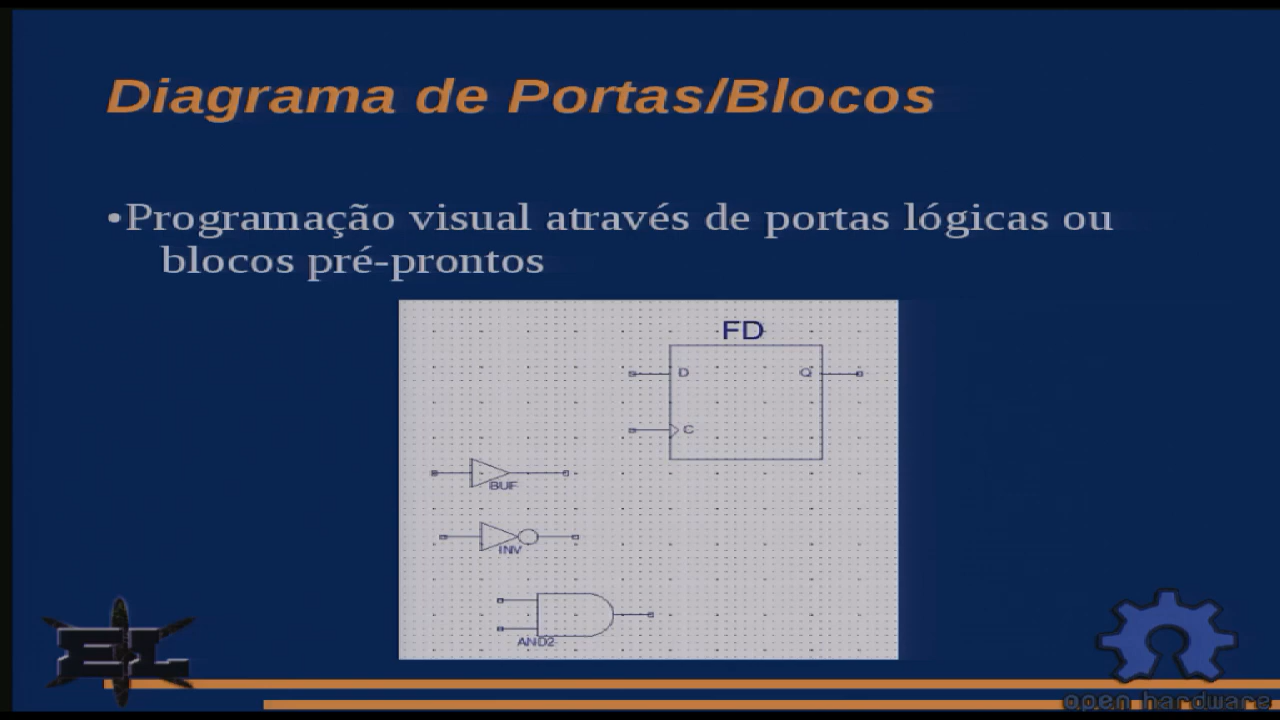 Diagrama de Portas/Blocos
•Programação visual através de portas lógicas ou
blocos pré-prontos
FD
D
Q
C
BUF
INV
AND2
EL
open hardware